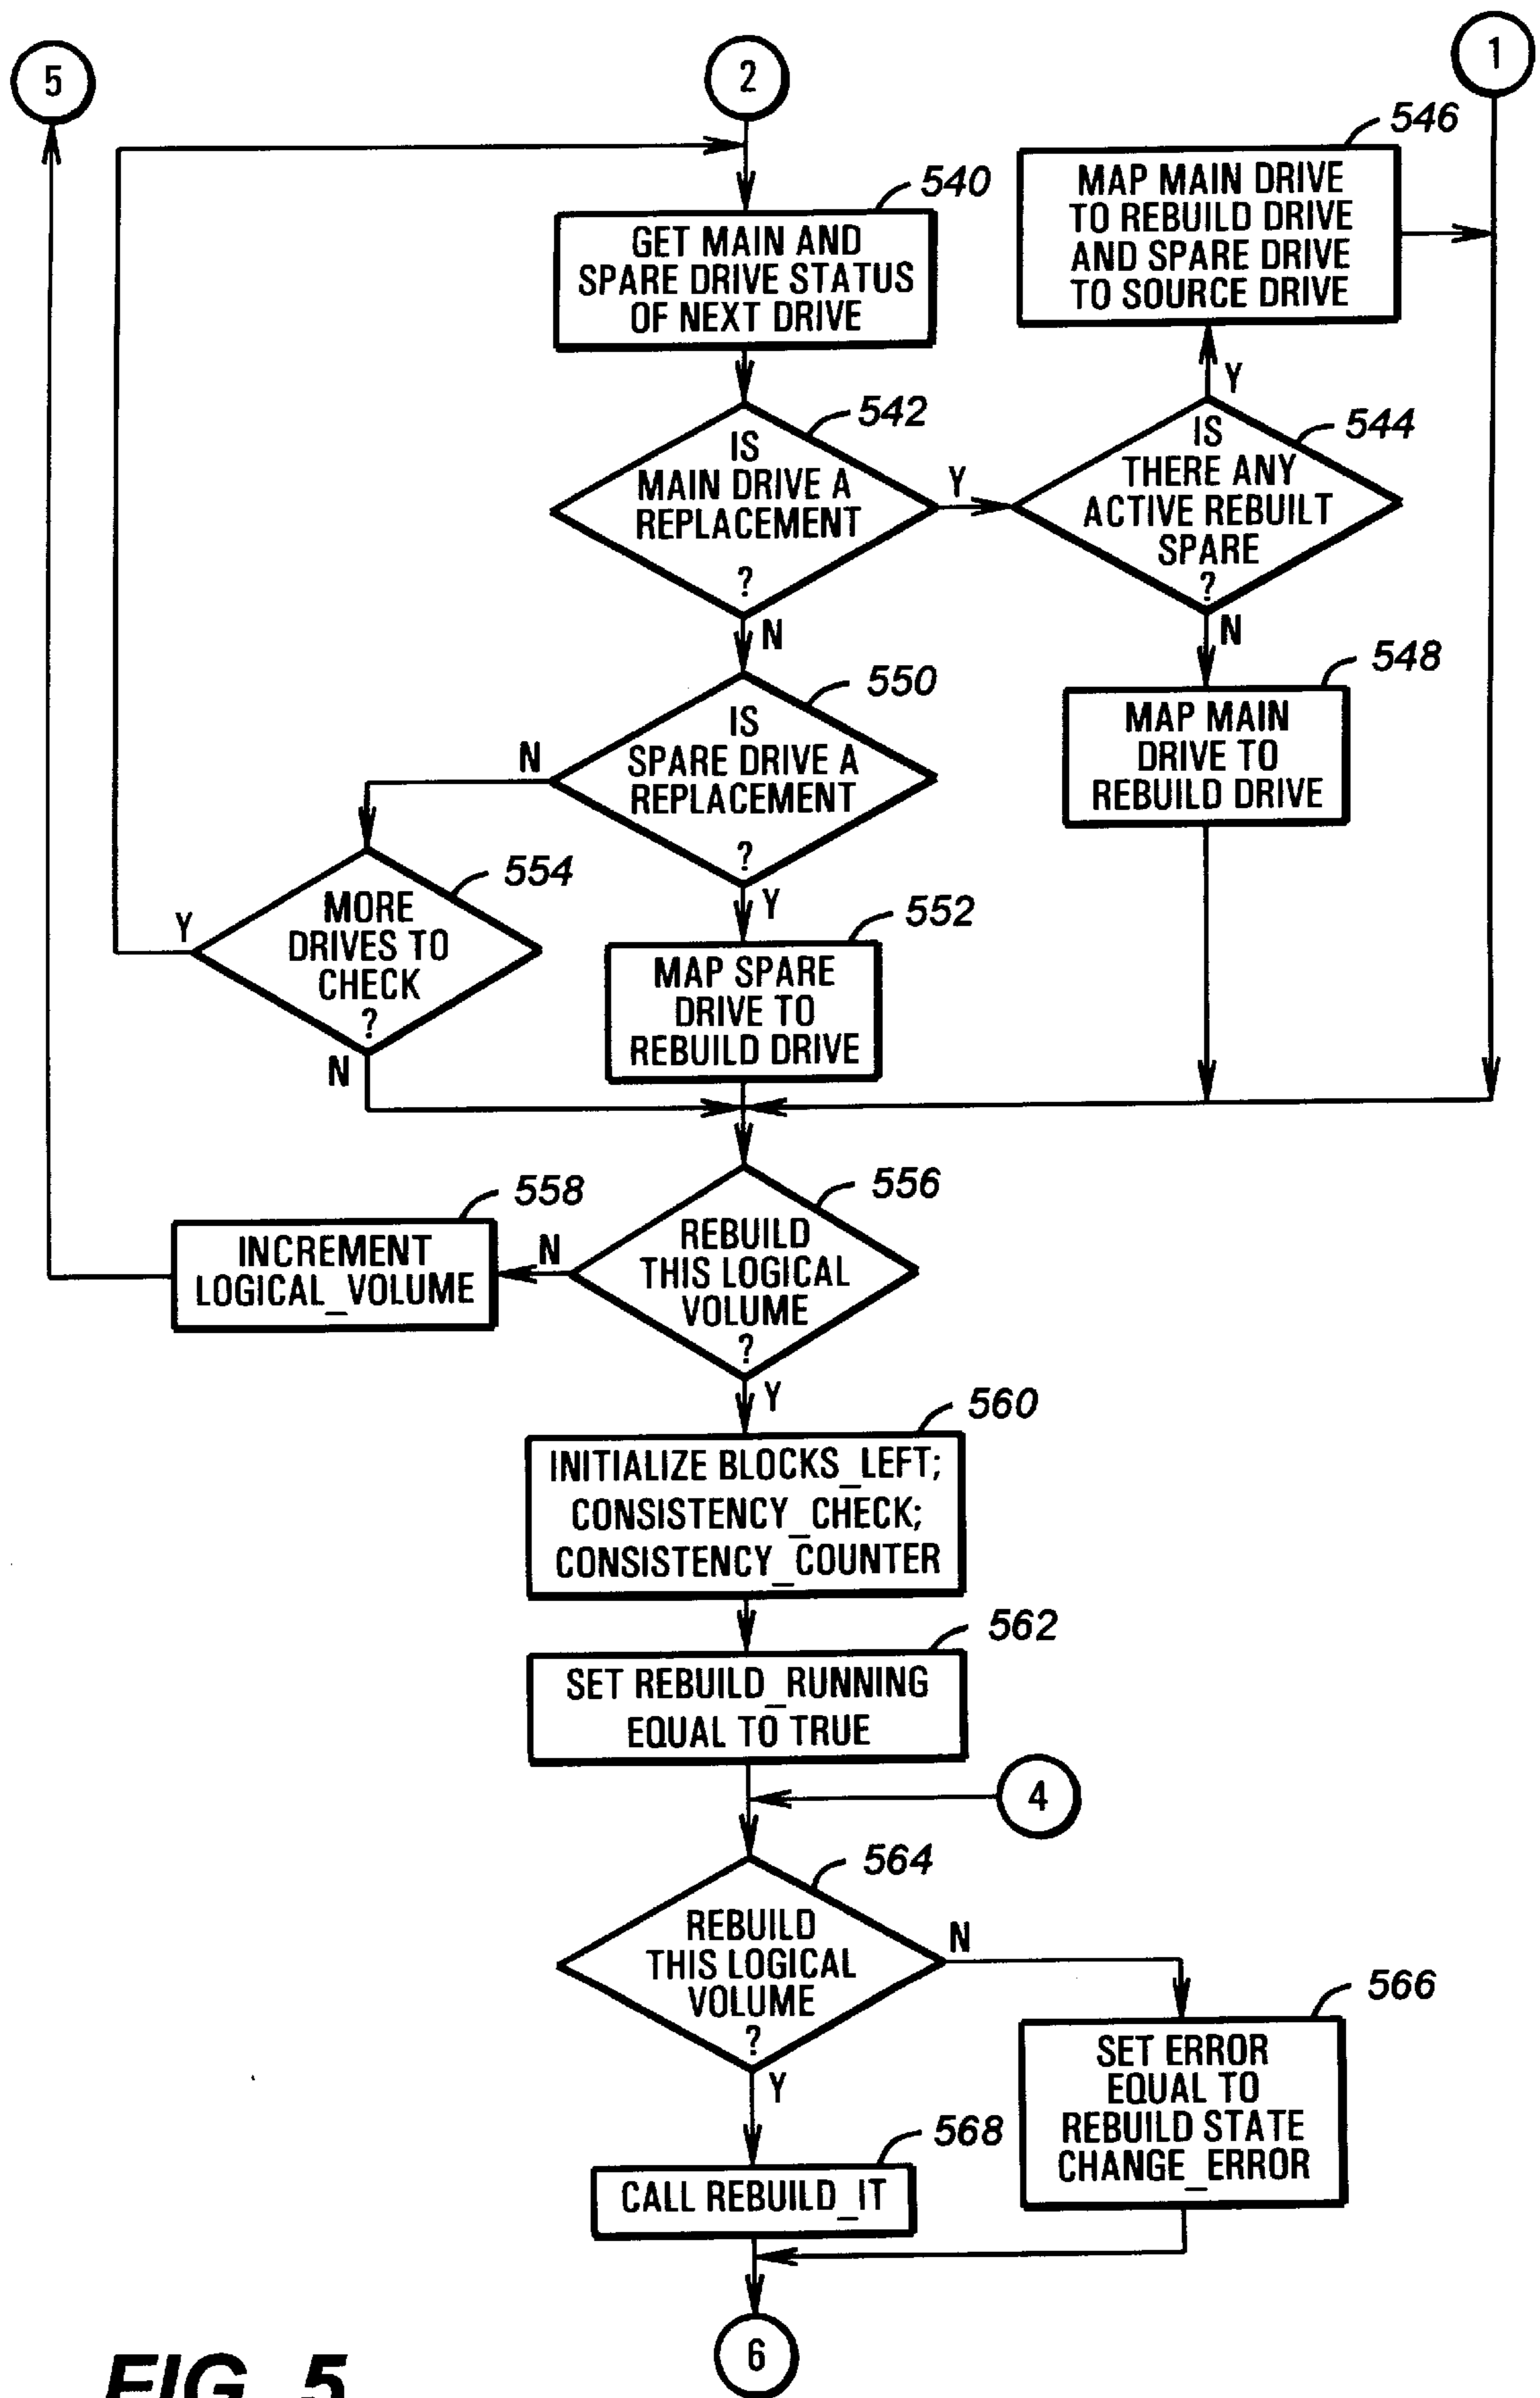 5
2
1
546
MAP MAIN DRIVE
TO REBUILD DRIVE
AND SPARE DRIVE
TO SOURCE DRIVE
540
GET MAIN AND
SPARE DRIVE STATUS
OF NEXT DRIVE
Y
542
IS
MAIN DRIVE A
REPLACEMENT
?
Y
544
IS
THERE ANY
ACTIVE REBUILT
SPARE
?
N
N
548
MAP MAIN
DRIVE TO
REBUILD DRIVE
550
IS
SPARE DRIVE A
REPLACEMENT
?
N
Y
554
MORE
DRIVES TO
CHECK
?
Y
N
552
MAP SPARE
DRIVE TO
REBUILD DRIVE
556
REBUILD
THIS LOGICAL
VOLUME
?
N
558
INCREMENT
LOGICAL_VOLUME
Y
560
INITIALIZE BLOCKS_LEFT;
CONSISTENCY_CHECK;
CONSISTENCY_COUNTER
562
SET REBUILD_RUNNING
EQUAL TO TRUE
4
564
REBUILD
THIS LOGICAL
VOLUME
?
N
Y
566
SET ERROR
EQUAL TO
REBUILD STATE
CHANGE_ERROR
568
CALL REBUILD_IT
6
FIG. 5